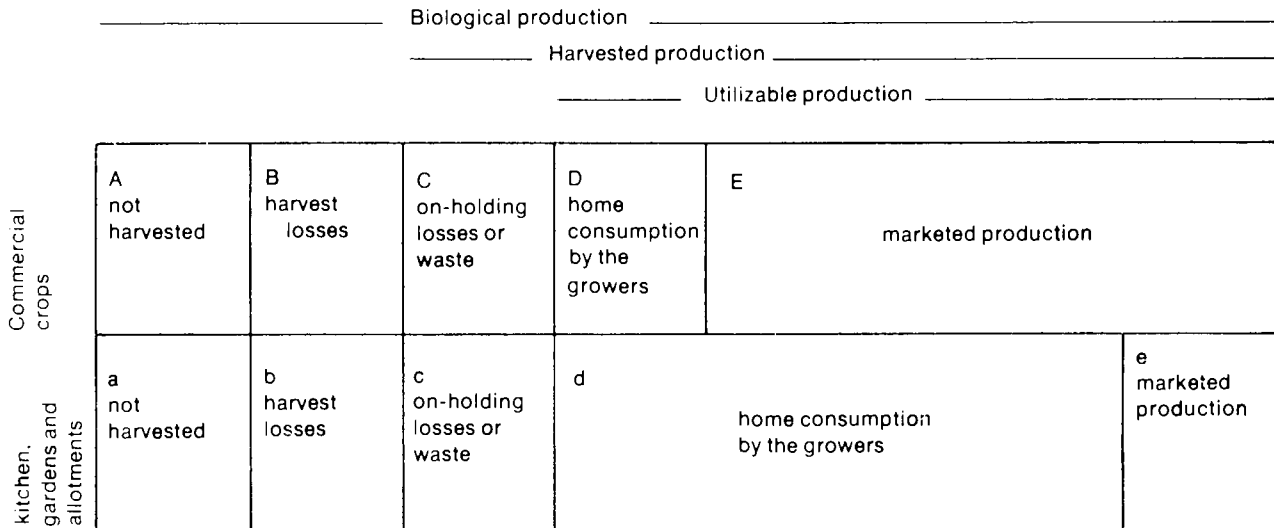 Biological production
Harvested production
Utilizable production
Commercial
crops
A
not
harvested
B
harvest
losses
C
on-holding
losses or
waste
D
home
consumption
by the
growers
E
marketed production
kitchen,
gardens and
allotments
a
not
harvested
b
harvest
losses
c
on-holding
losses or
waste
d
home consumption
by the growers
e
marketed
production